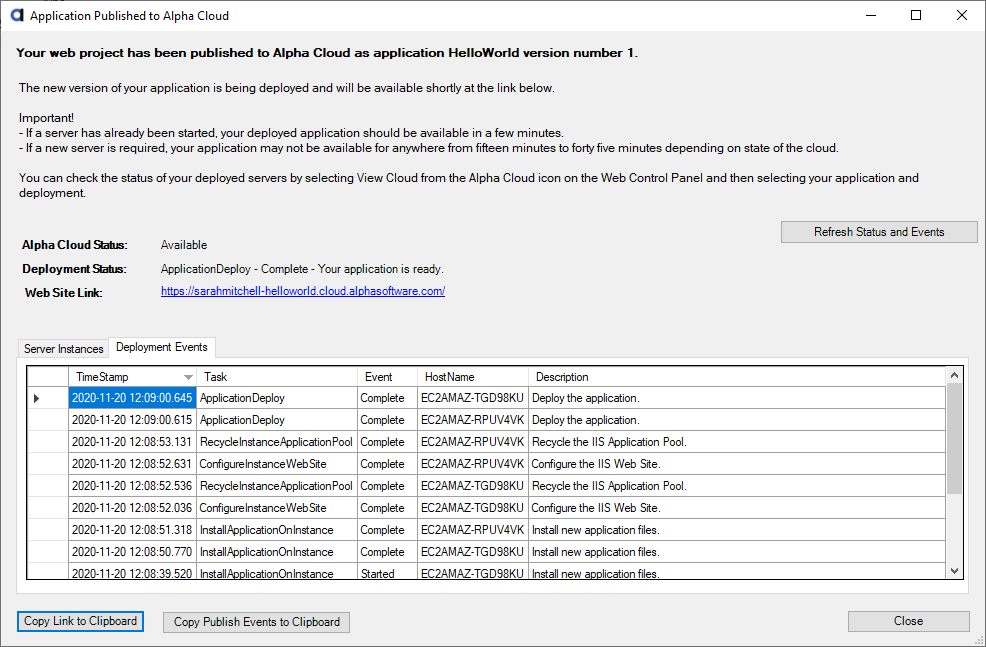 Application Published to Alpha Cloud
Your web project has been published to Alpha Cloud as application HelloWorld version number 1.
The new version of your application is being deployed and will be available shortly at the link below.
Important!
- If a server has already been started, your deployed application should be available in a few minutes.
- If a new server is required, your application may not be available for anywhere from fifteen minutes to forty five minutes depending on state of the cloud.
You can check the status of your deployed servers by selecting View Cloud from the Alpha Cloud icon on the Web Control Panel and then selecting your application and
deployment.
Refresh Status and Events
Alpha Cloud Status: Available
Deployment Status: ApplicationDeploy - Complete - Your application is ready.
Web Site Link: https://sarahmitchell-helloworld.cloud.alphasoftware.com/
Server Instances Deployment Events
TimeStamp Task Event HostName Description
2020-11-20 12:09:00.645 ApplicationDeploy Complete EC2AMAZ-TGD98KU Deploy the application.
2020-11-20 12:09:00.615 ApplicationDeploy Complete EC2AMAZ-RPUV4VK Deploy the application.
2020-11-20 12:08:53.131 RecycleInstanceApplicationPool Complete EC2AMAZ-RPUV4VK Recycle the IIS Application Pool.
2020-11-20 12:08:52.631 ConfigureInstanceWebSite Complete EC2AMAZ-RPUV4VK Configure the IIS Web Site.
2020-11-20 12:08:52.536 RecycleInstanceApplicationPool Complete EC2AMAZ-TGD98KU Recycle the IIS Application Pool.
2020-11-20 12:08:52.036 ConfigureInstanceWebSite Complete EC2AMAZ-TGD98KU Configure the IIS Web Site.
2020-11-20 12:08:51.318 InstallApplicationOnInstance Complete EC2AMAZ-RPUV4VK Install new application files.
2020-11-20 12:08:50.770 InstallApplicationOnInstance Complete EC2AMAZ-TGD98KU Install new application files.
2020-11-20 12:08:39.520 InstallApplicationOnInstance Started EC2AMAZ-TGD98KU Install new application files.
Copy Link to Clipboard Copy Publish Events to Clipboard Close